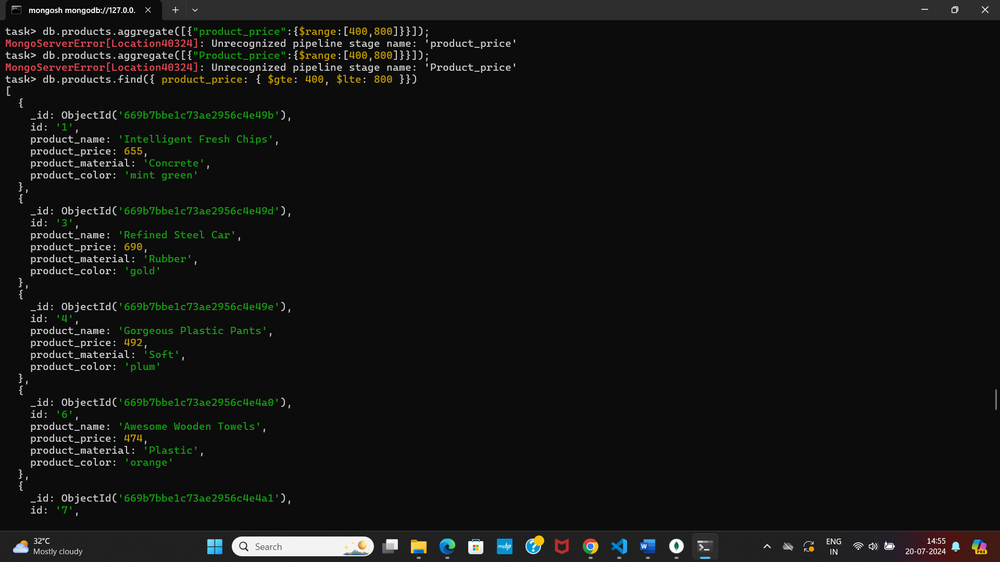 mongosh mongodb://127.0.0.
task> db.products.aggregate([{"product_price":{$range:[400,800]}}]);
MongoServerError[Location40324]: Unrecognized pipeline stage name: 'product_price'
task> db.products.aggregate([{"Product_price":{$range:[400,800]}}]);
MongoServerError[Location40324]: Unrecognized pipeline stage name: 'Product_price'
task> db.products.find({ product_price: { $gte: 400, $lte: 800 }})
[
  {
    _id: ObjectId('669b7bbe1c73ae2956c4e49b'),
    id: '1',
    product_name: 'Intelligent Fresh Chips',
    product_price: 655,
    product_material: 'Concrete',
    product_color: 'mint green'
  },
  {
    _id: ObjectId('669b7bbe1c73ae2956c4e49d'),
    id: '3',
    product_name: 'Refined Steel Car',
    product_price: 690,
    product_material: 'Rubber',
    product_color: 'gold'
  },
  {
    _id: ObjectId('669b7bbe1c73ae2956c4e49e'),
    id: '4',
    product_name: 'Gorgeous Plastic Pants',
    product_price: 492,
    product_material: 'Soft',
    product_color: 'plum'
  },
  {
    _id: ObjectId('669b7bbe1c73ae2956c4e4a0'),
    id: '6',
    product_name: 'Awesome Wooden Towels',
    product_price: 474,
    product_material: 'Plastic',
    product_color: 'orange'
  },
  {
    _id: ObjectId('669b7bbe1c73ae2956c4e4a1'),
    id: '7',
32°C
Mostly cloudy
Search
myhp
W
PRE
ENG
IN
14:55
20-07-2024